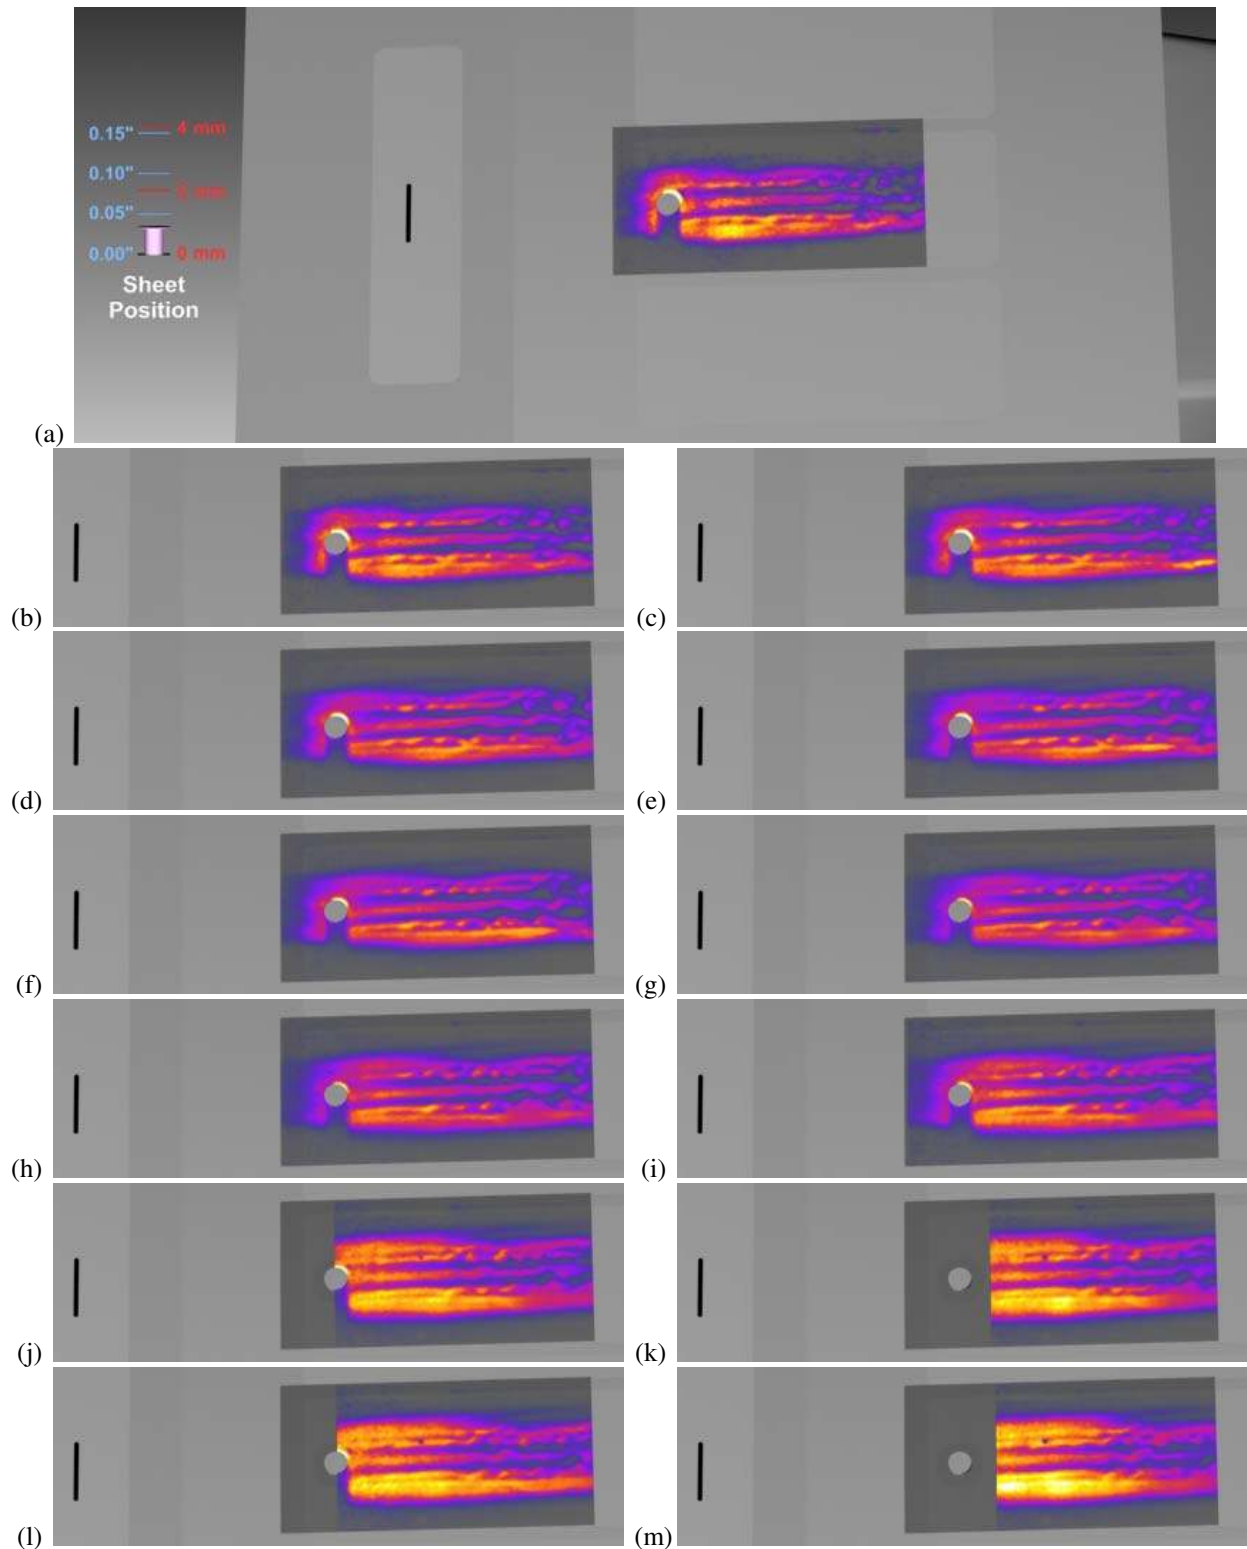 0.15" 4 mm
0.10"
2 mm
0.05"
0.00" 0 mm
Sheet
Position
(a)
(b) (c)
(d) (e)
(f) (g)
(h) (i)
(j) (k)
(l) (m)